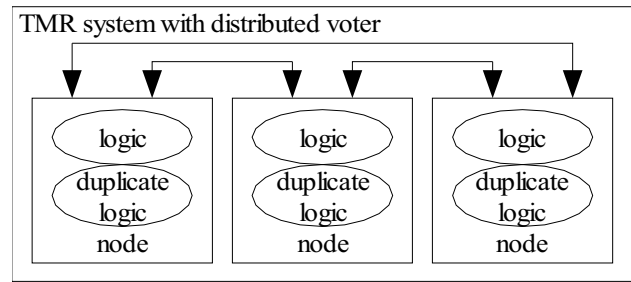 TMR system with distributed voter
logic
duplicate
logic
node
logic
duplicate
logic
node
logic
duplicate
logic
node